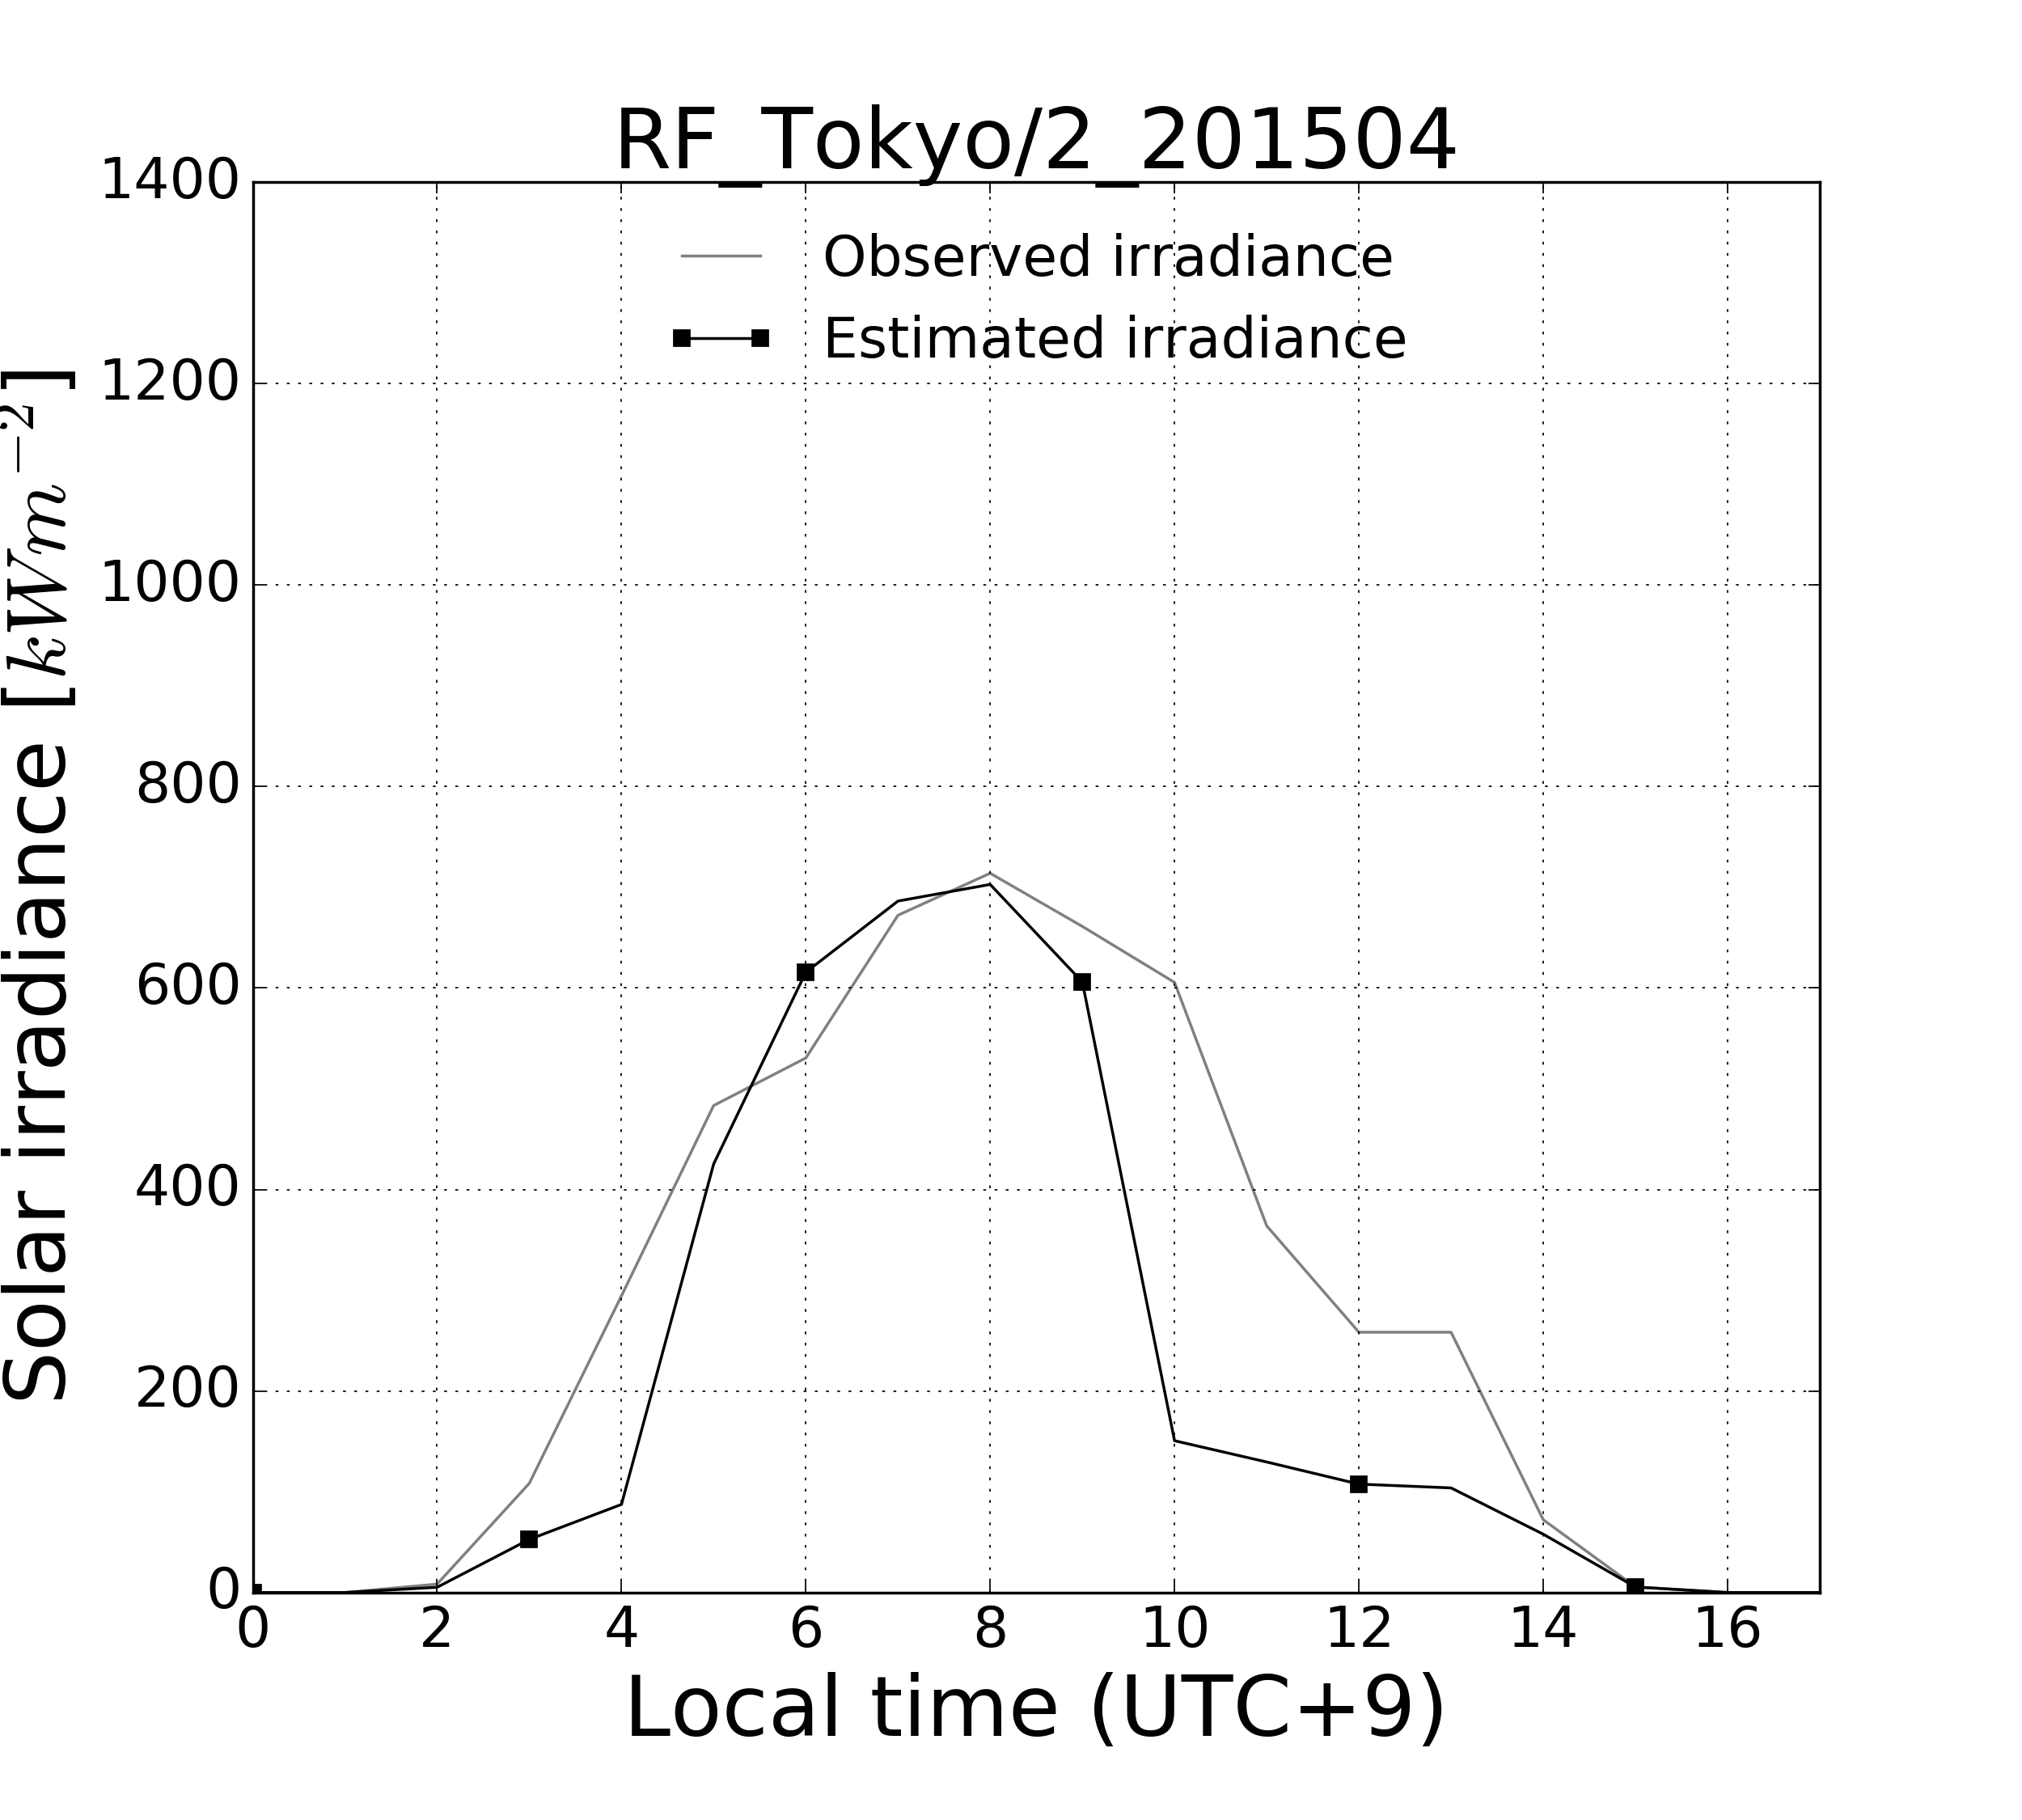 RF_Tokyo/2_201504
Observed irradiance
Estimated irradiance
Solar irradiance [kWm⁻²]
1400
1200
1000
800
600
400
200
0
0 2 4 6 8 10 12 14 16
Local time (UTC+9)